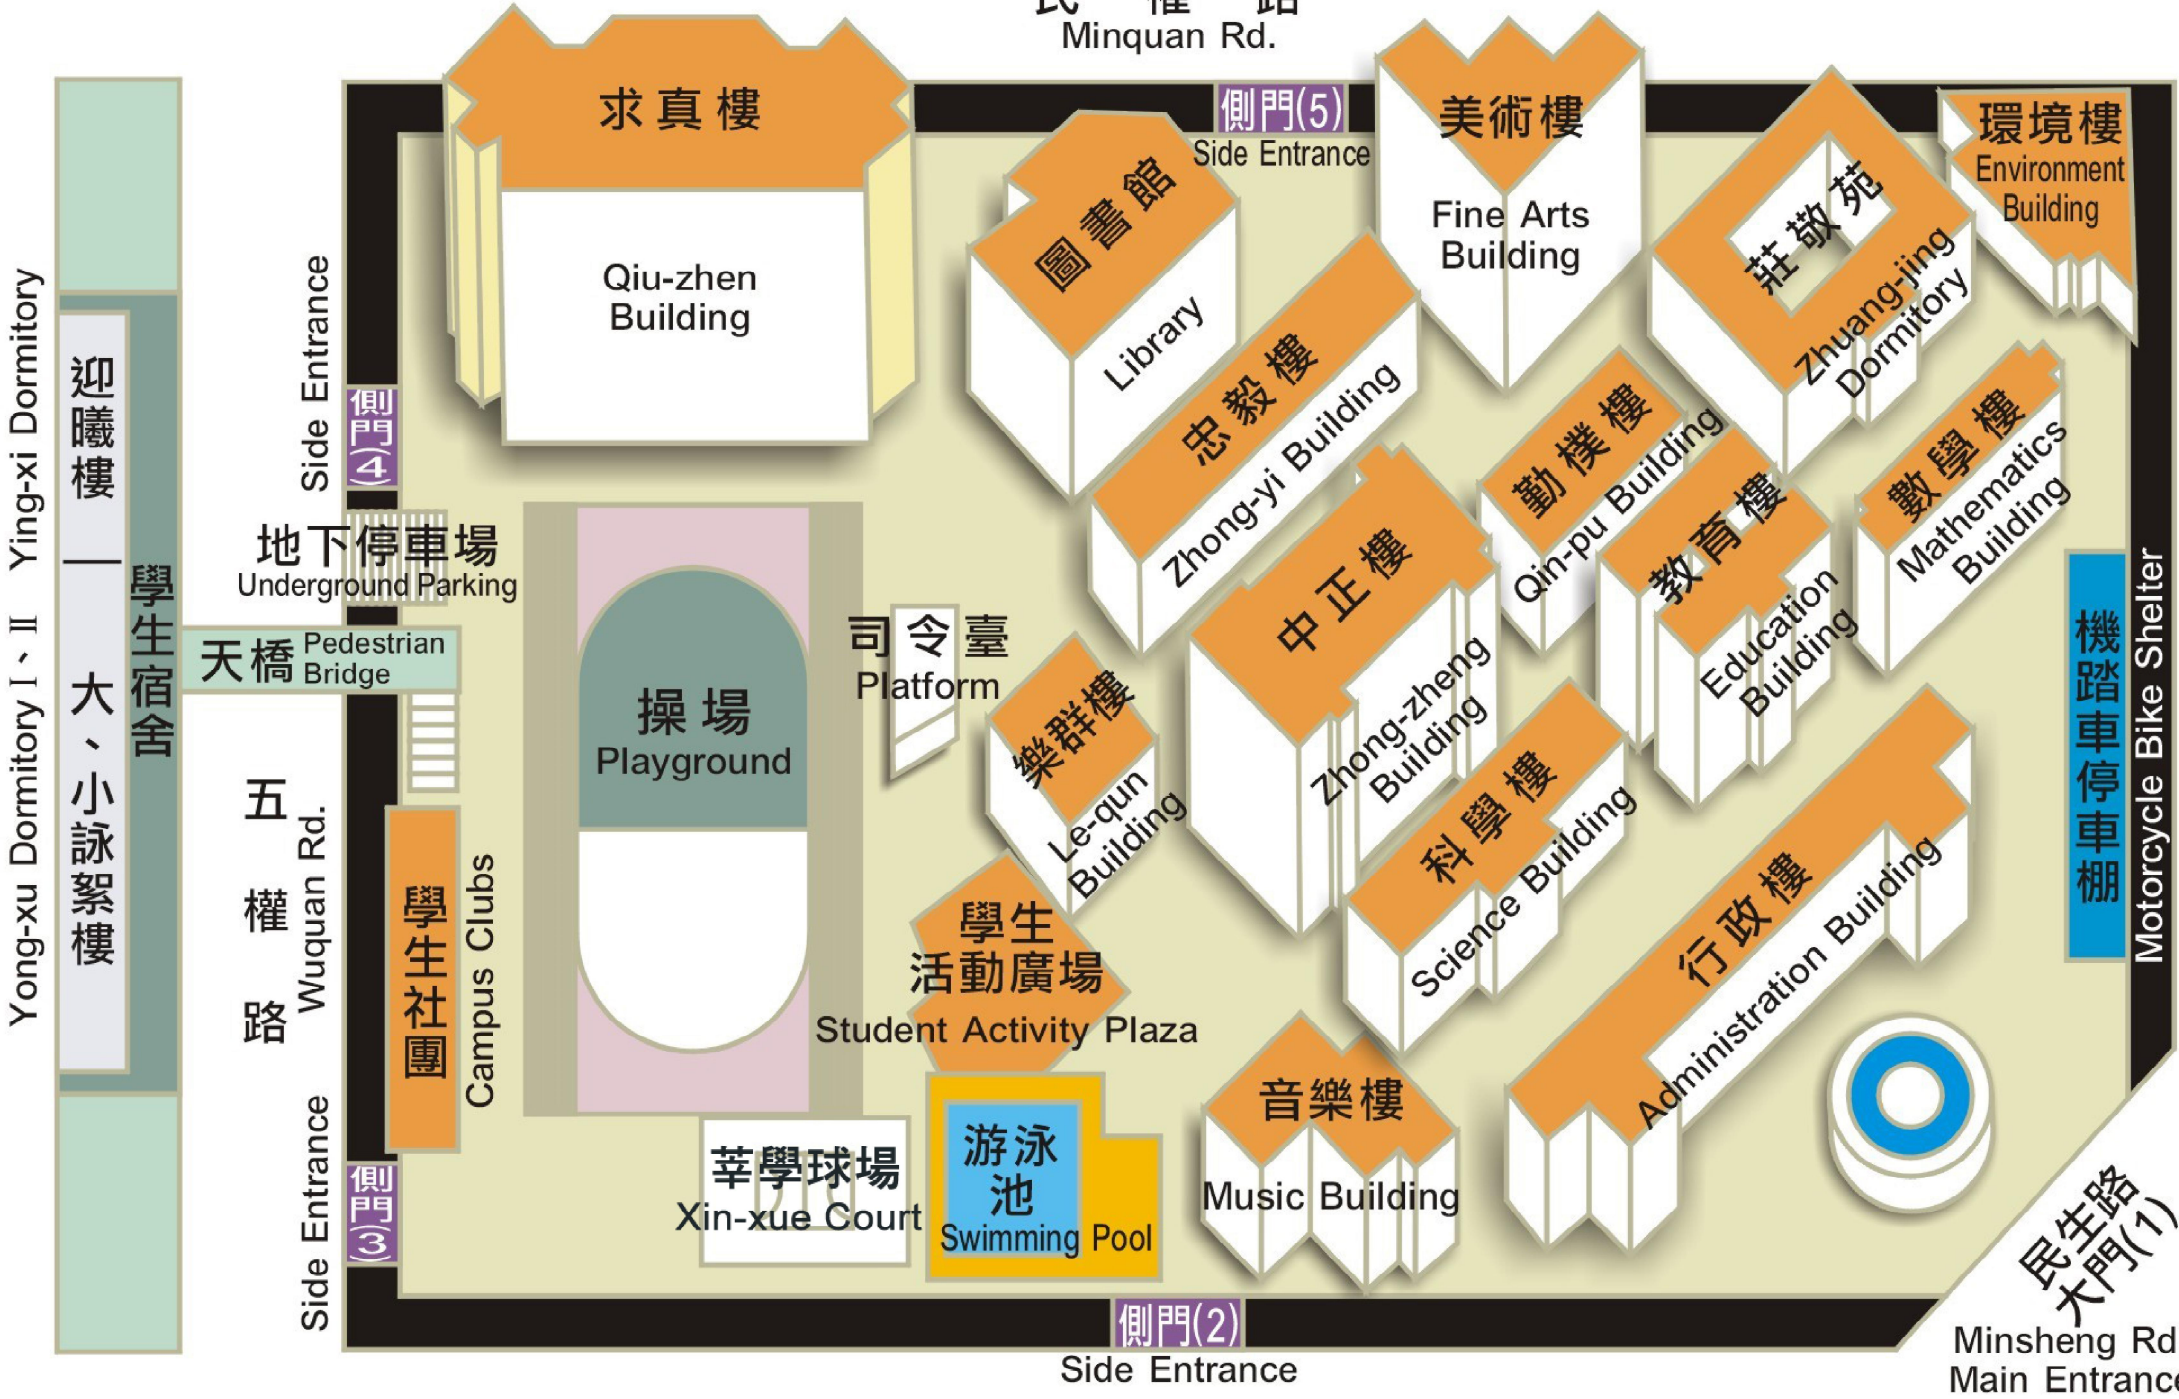 民權路
Minquan Rd.
求真樓
Qiu-zhen
Building
圖書館
Library
側門(5)
Side Entrance
美術樓
Fine Arts
Building
莊敬苑
Zhuang-jing
Dormitory
環境樓
Environment
Building
忠毅樓
Zhong-yi Building
勤樸樓
Qin-pu Building
數學樓
Mathematics
Building
中正樓
Zhong-zheng
Building
教育樓
Education
Building
機踏車停車棚
Motorcycle Bike Shelter
Ying-xi Dormitory
Yong-xu Dormitory I、II
迎曦樓
大、小詠絮樓
學生宿舍
Side Entrance
側門(4)
地下停車場
Underground Parking
天橋
Pedestrian
Bridge
五權路
Wuquan Rd.
學生社團
Campus Clubs
操場
Playground
司令臺
Platform
樂群樓
Le-qun
Building
科學樓
Science Building
行政樓
Administration Building
學生
活動廣場
Student Activity Plaza
音樂樓
Music Building
莘學球場
Xin-xue Court
游泳
池
Swimming Pool
Side Entrance
側門(3)
側門(2)
Side Entrance
民生路
大門(1)
Minsheng Rd
Main Entranc